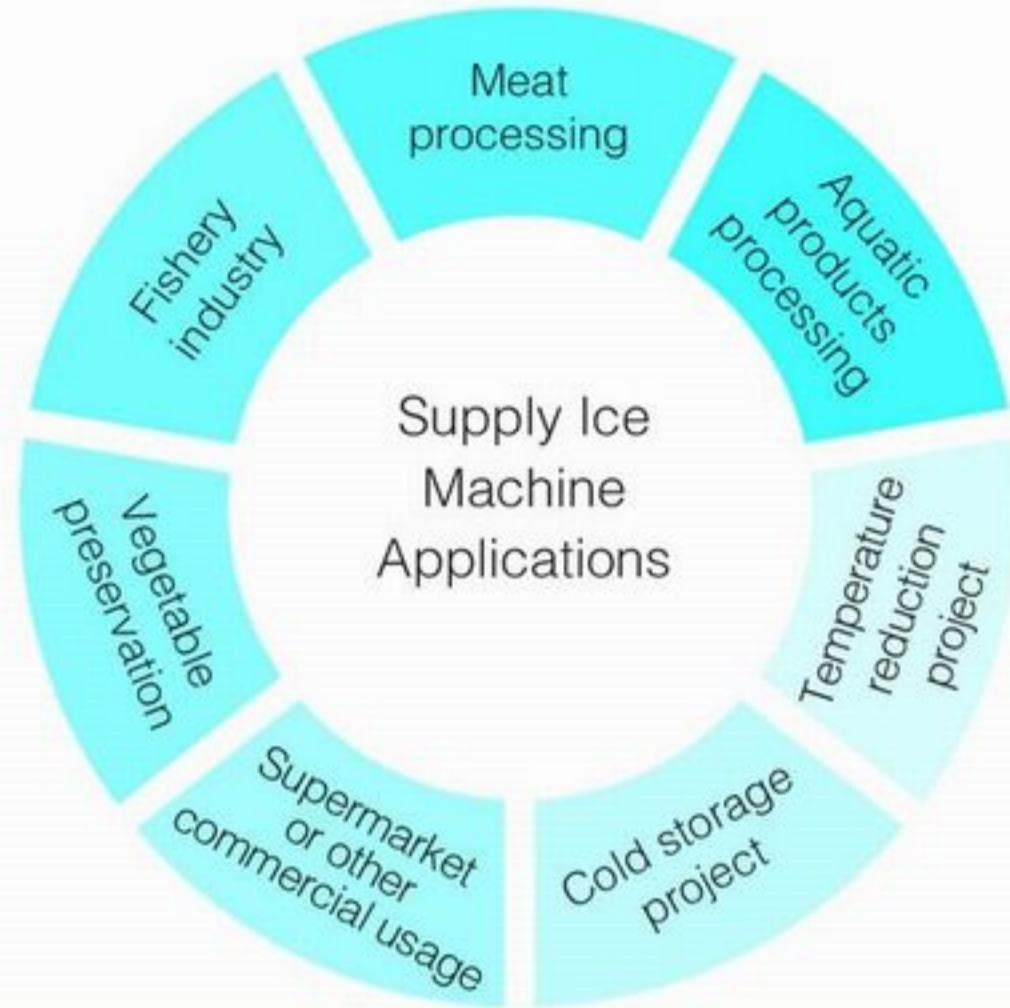 Meat
processing
Aquatic
products
processing
Temperature
reduction
project
Cold storage
project
Supermarket
or other
commercial usage
Vegetable
preservation
Fishery
industry
Supply Ice
Machine
Applications